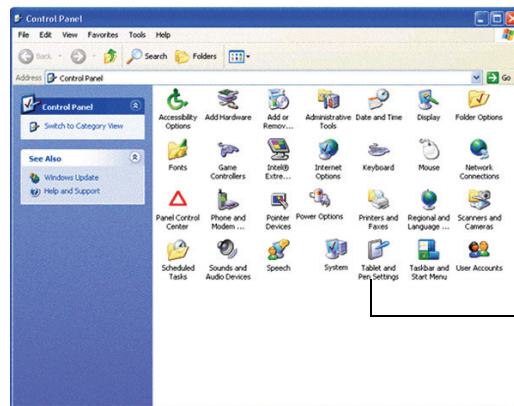 Control Panel
File Edit View Favorites Tools Help
Back Search Folders
Address Control Panel Go
Control Panel
Switch to Category View
See Also
Windows Update
Help and Support
Accessibility Options Add Hardware Add or Remov... Administrative Tools Date and Time Display Folder Options
Fonts Game Controllers Intel® Extre... Internet Options Keyboard Mouse Network Connections
Panel Control Center Phone and Modem ... Pointer Devices Power Options Printers and Faxes Regional and Language ... Scanners and Cameras
Scheduled Tasks Sounds and Audio Devices Speech System Tablet and Pen Settings Taskbar and Start Menu User Accounts